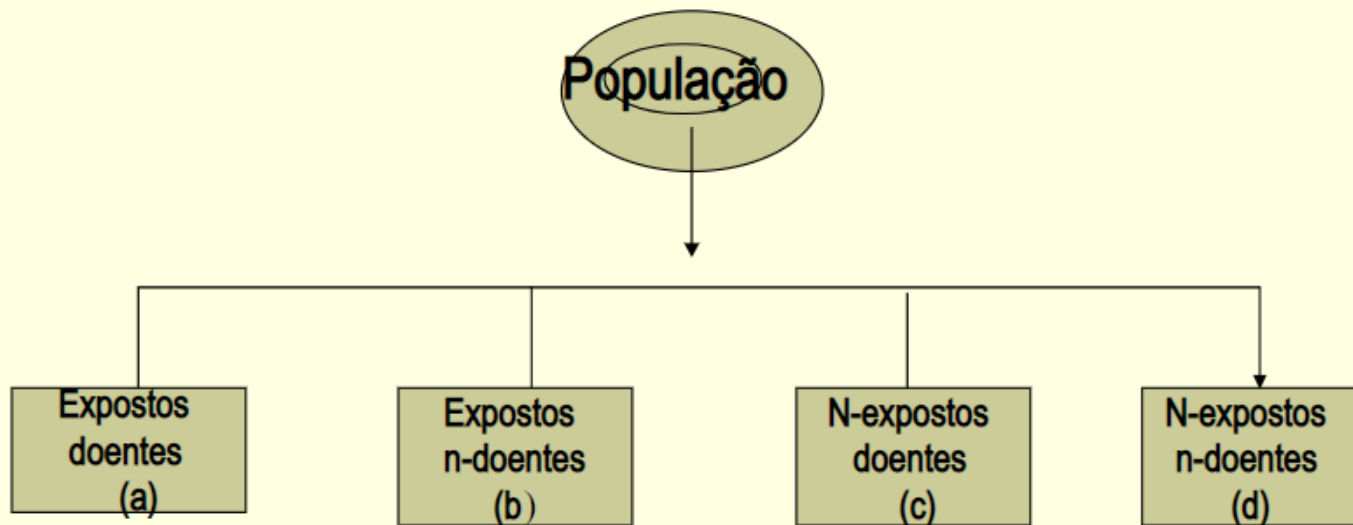 População
Expostos
doentes
(a)
Expostos
n-doentes
(b)
N-expostos
doentes
(c)
N-expostos
n-doentes
(d)